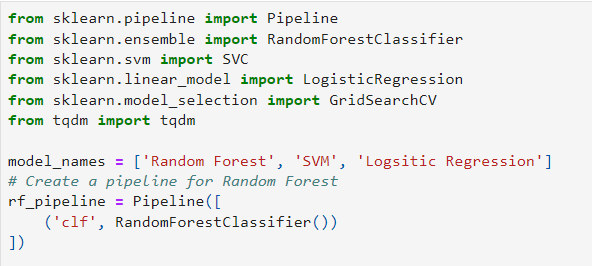 from sklearn.pipeline import Pipeline
from sklearn.ensemble import RandomForestClassifier
from sklearn.svm import SVC
from sklearn.linear_model import LogisticRegression
from sklearn.model_selection import GridSearchCV
from tqdm import tqdm

model_names = ['Random Forest', 'SVM', 'Logsitic Regression']
# Create a pipeline for Random Forest
rf_pipeline = Pipeline([
    ('clf', RandomForestClassifier())
])